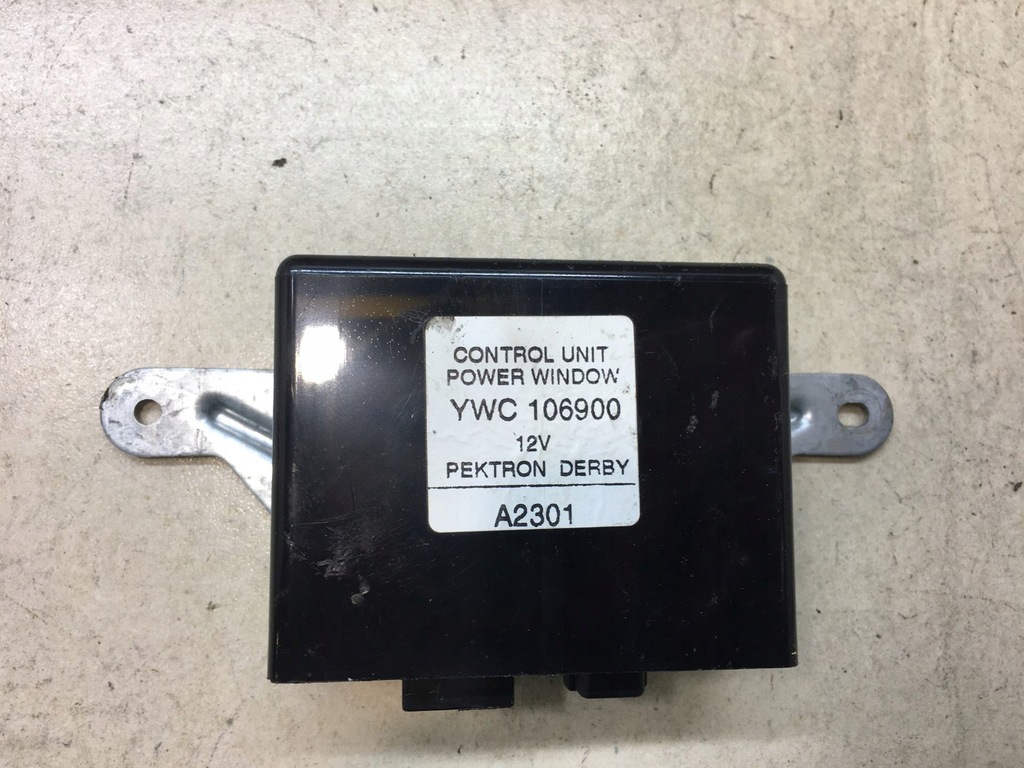 CONTROL UNIT
POWER WINDOW
YWC 106900
12V
PEKTRON DERBY
A2301